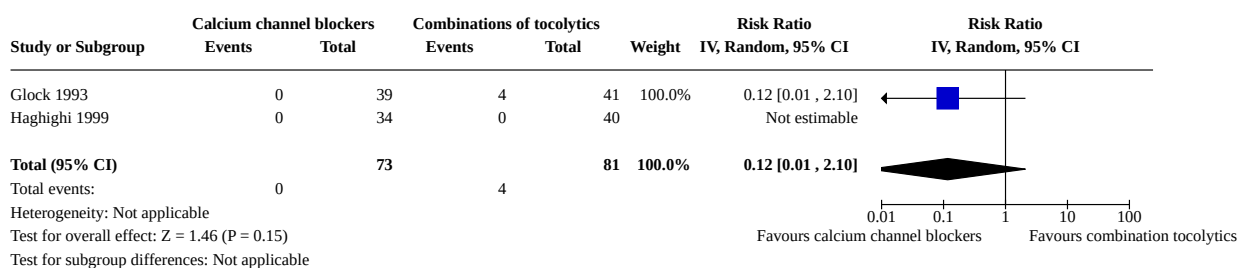 Calcium channel blockers Combinations of tocolytics Risk Ratio Risk Ratio
Study or Subgroup Events Total Events Total Weight IV, Random, 95% CI IV, Random, 95% CI
Glock 1993 0 39 4 41 100.0% 0.12 [0.01 , 2.10]
Haghighi 1999 0 34 0 40 Not estimable
Total (95% CI) 73 81 100.0% 0.12 [0.01 , 2.10]
Total events: 0 4
Heterogeneity: Not applicable
0.01 0.1 1 10 100
Test for overall effect: Z = 1.46 (P = 0.15) Favours calcium channel blockers Favours combination tocolytics
Test for subgroup differences: Not applicable